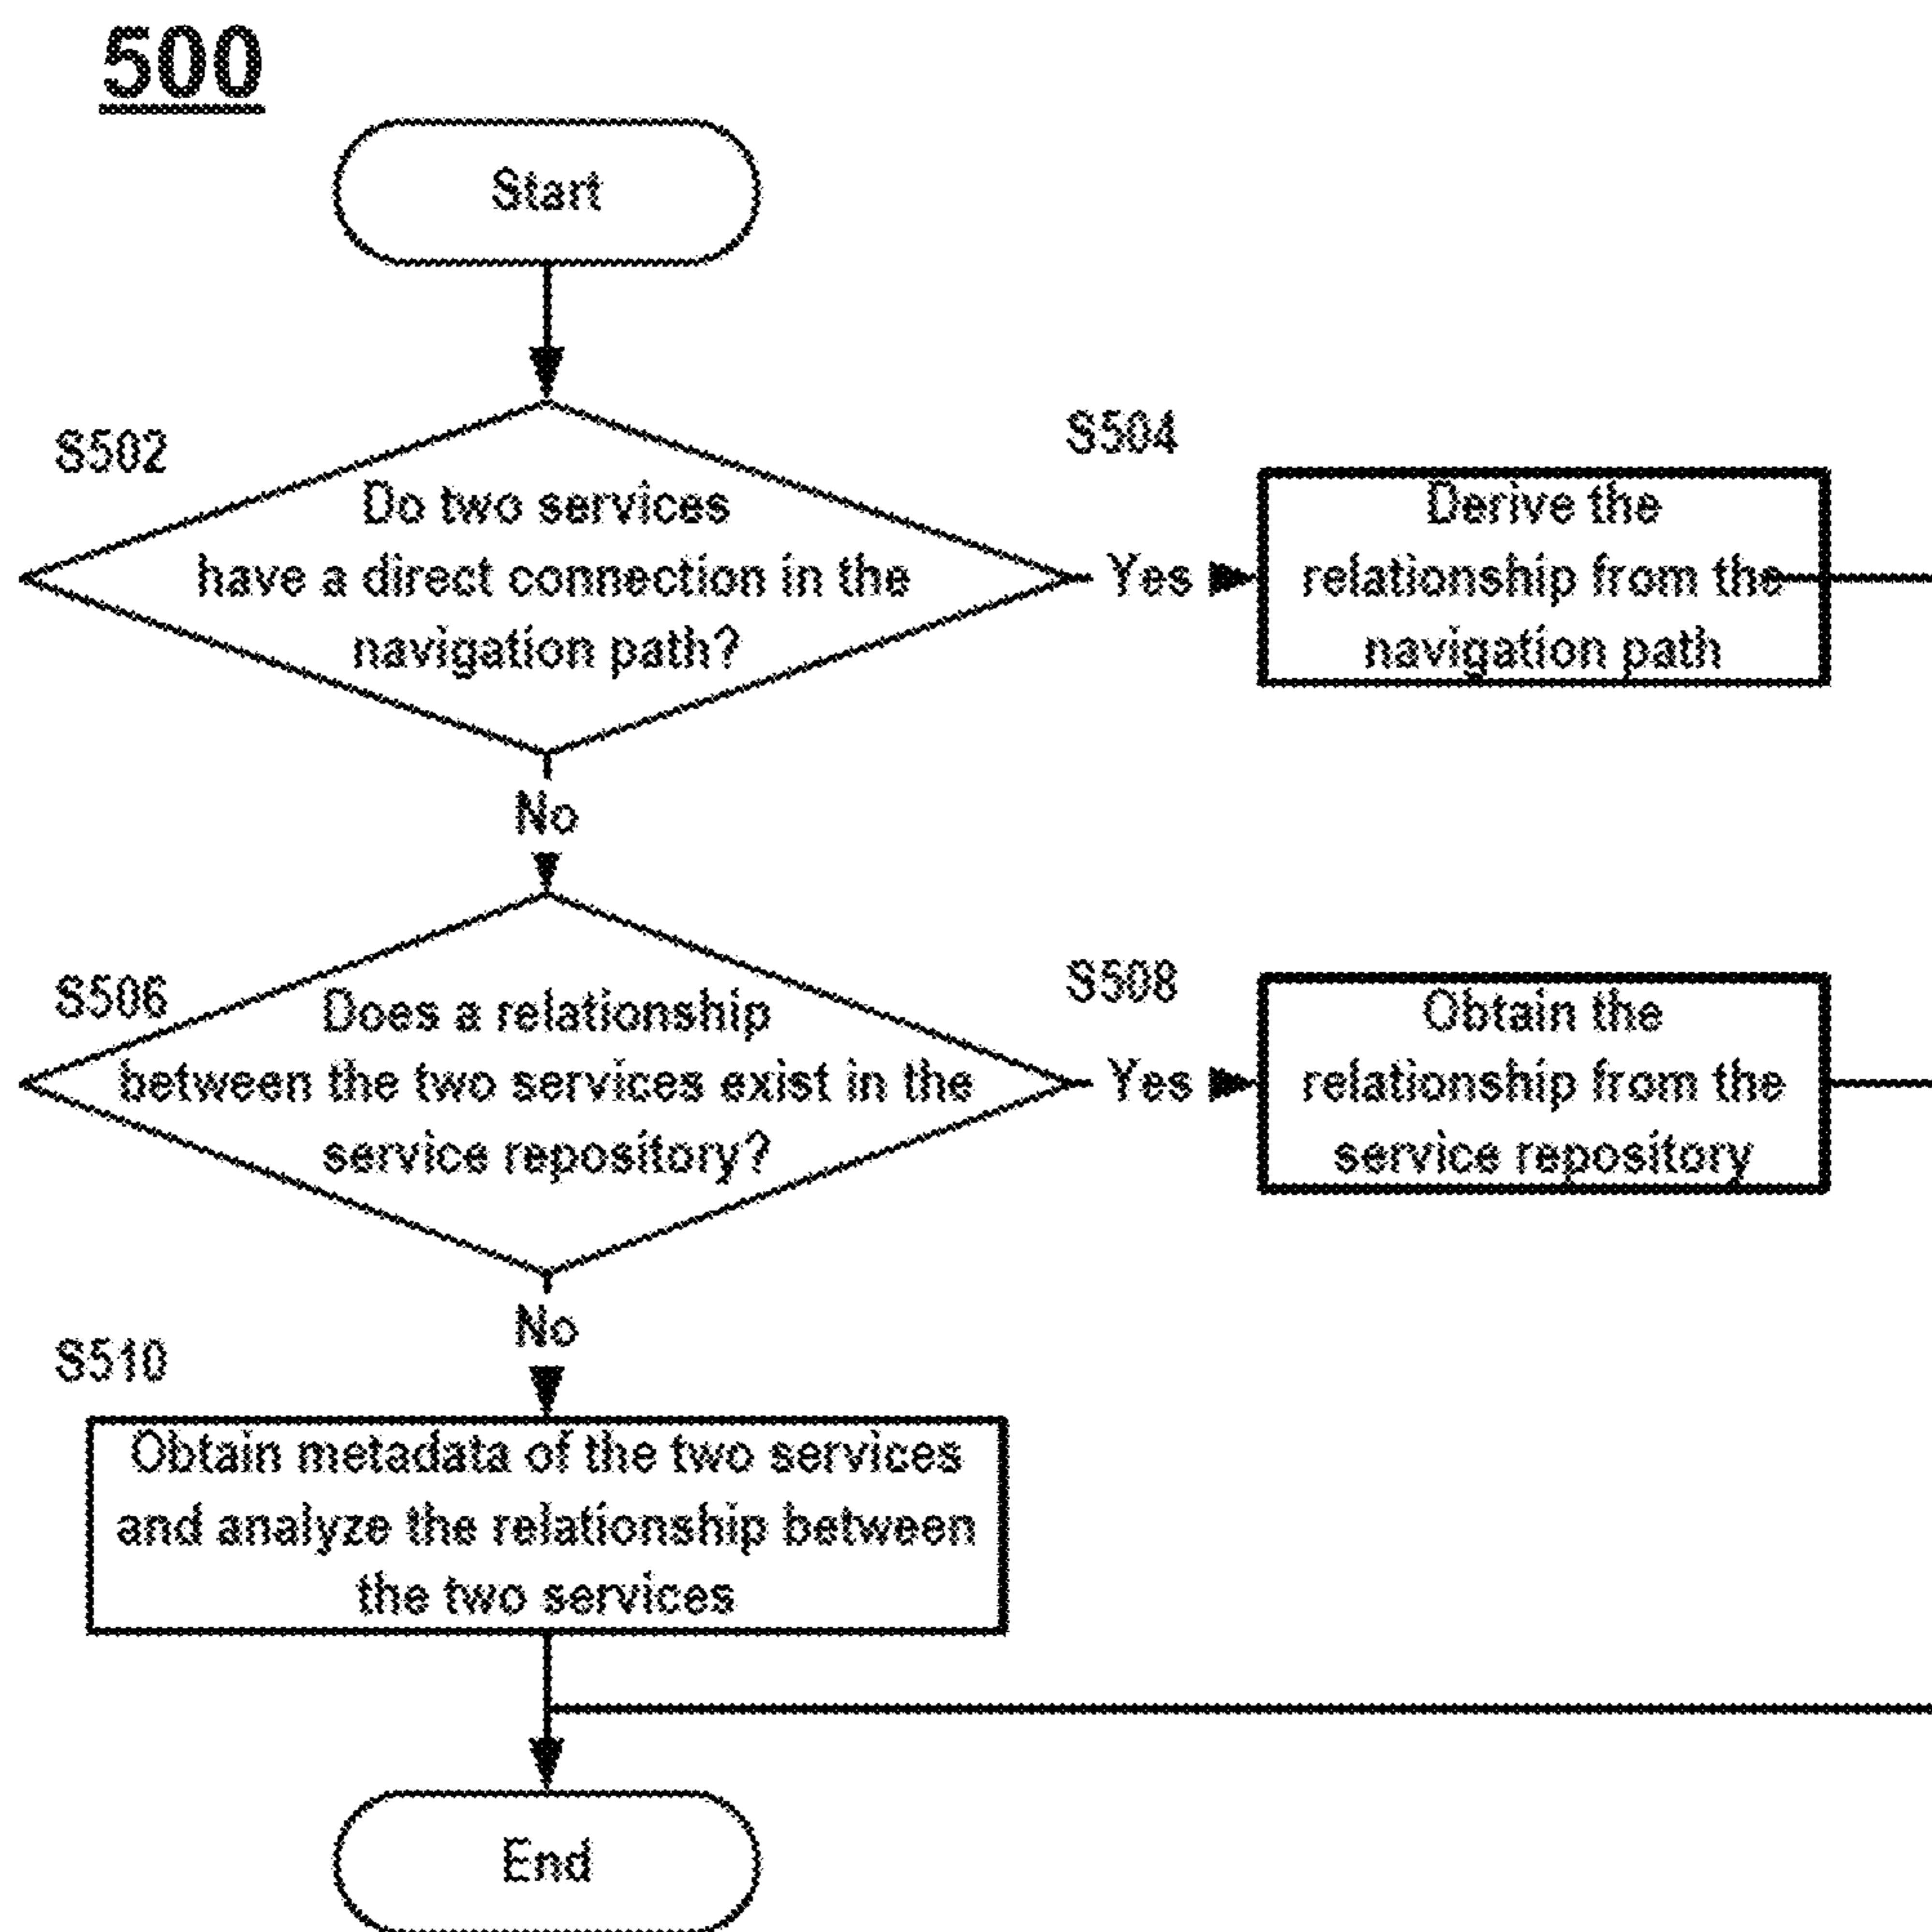 500
Start
S502
Do two services
have a direct connection in the
navigation path?
Yes
S504
Derive the
relationship from the
navigation path
No
S506
Does a relationship
between the two services exist in the
service repository?
Yes
S508
Obtain the
relationship from the
service repository
No
S510
Obtain metadata of the two services
and analyze the relationship between
the two services
End